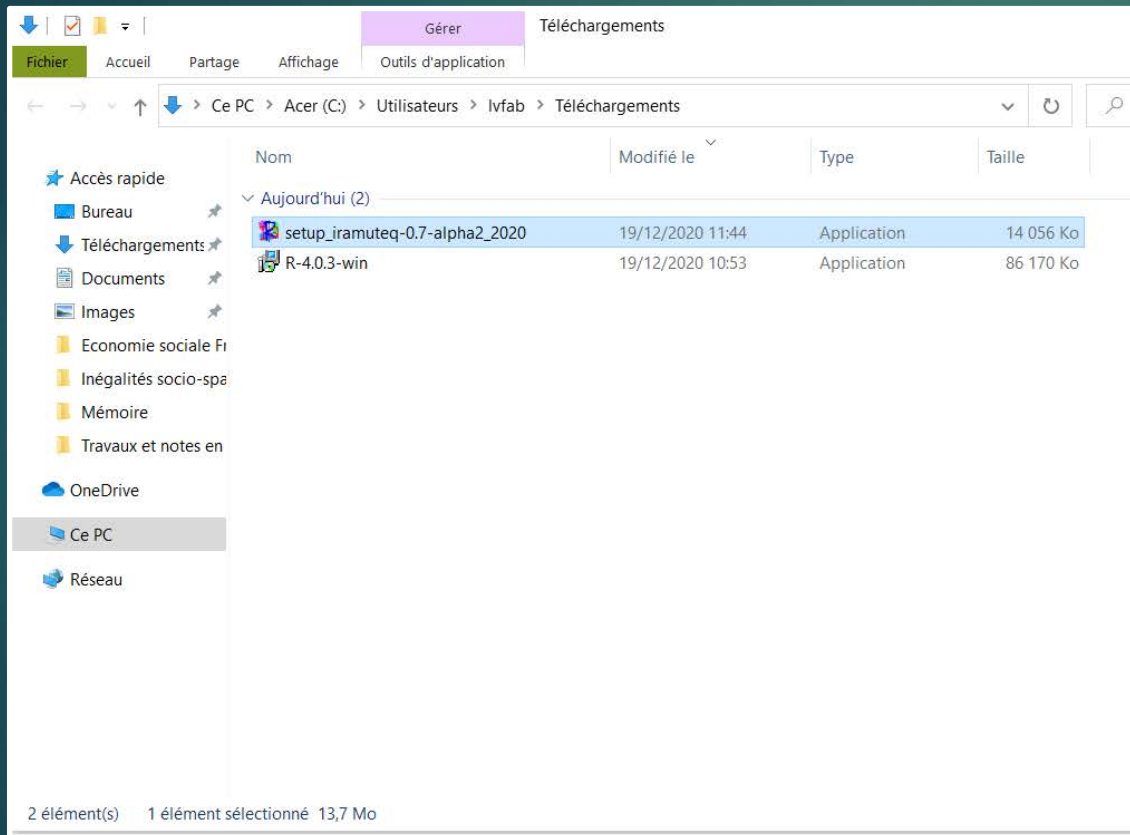 Gérer
Téléchargements
Fichier
Accueil
Partage
Affichage
Outils d'application
Ce PC > Acer (C:) > Utilisateurs > lvfab > Téléchargements
Nom
Modifié le
Type
Taille
Accès rapide
Bureau
Téléchargements
Documents
Images
Economie sociale Fr
Inégalités socio-spa
Mémoire
Travaux et notes en
OneDrive
Ce PC
Réseau
Aujourd'hui (2)
setup_iramuteq-0.7-alpha2_2020 19/12/2020 11:44 Application 14 056 Ko
R-4.0.3-win 19/12/2020 10:53 Application 86 170 Ko
2 élément(s) 1 élément sélectionné 13,7 Mo